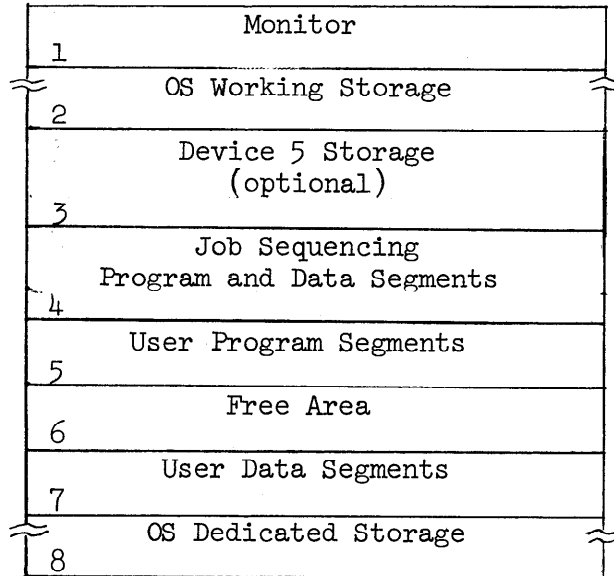 Monitor
1
OS Working Storage
2
Device 5 Storage
(optional)
3
Job Sequencing
Program and Data Segments
4
User Program Segments
5
Free Area
6
User Data Segments
7
OS Dedicated Storage
8